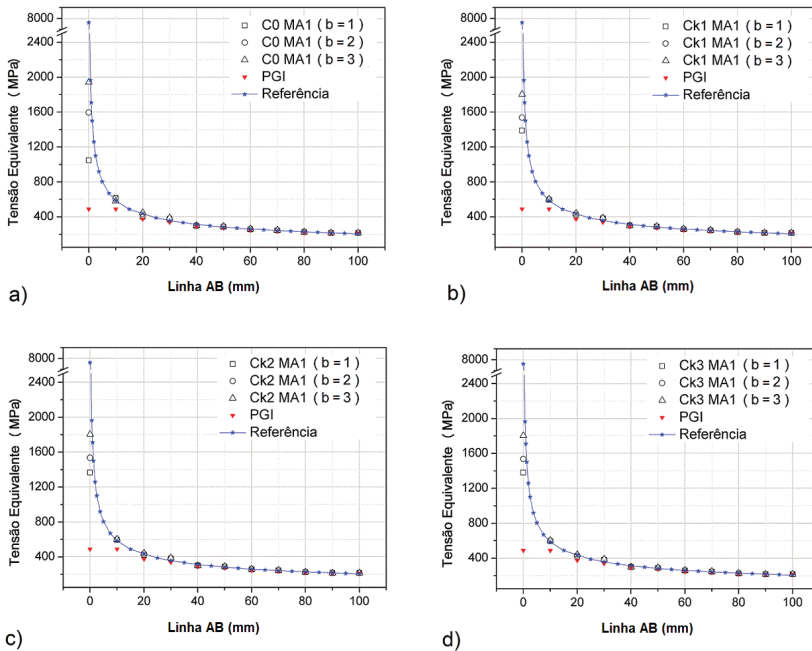 8000
2400
2000
1600
1200
800
400
Tensão Equivalente (MPa)
C0 MA1 ( b = 1 )
C0 MA1 ( b = 2 )
C0 MA1 ( b = 3 )
PGI
Referência
0 20 40 60 80 100
Linha AB (mm)
a)
8000
2400
2000
1600
1200
800
400
Tensão Equivalente (MPa)
Ck1 MA1 ( b = 1 )
Ck1 MA1 ( b = 2 )
Ck1 MA1 ( b = 3 )
PGI
Referência
0 20 40 60 80 100
Linha AB (mm)
b)
8000
2400
2000
1600
1200
800
400
Tensão Equivalente (MPa)
Ck2 MA1 ( b = 1 )
Ck2 MA1 ( b = 2 )
Ck2 MA1 ( b = 3 )
PGI
Referência
0 20 40 60 80 100
Linha AB (mm)
c)
8000
2400
2000
1600
1200
800
400
Tensão Equivalente (MPa)
Ck3 MA1 ( b = 1 )
Ck3 MA1 ( b = 2 )
Ck3 MA1 ( b = 3 )
PGI
Referência
0 20 40 60 80 100
Linha AB (mm)
d)